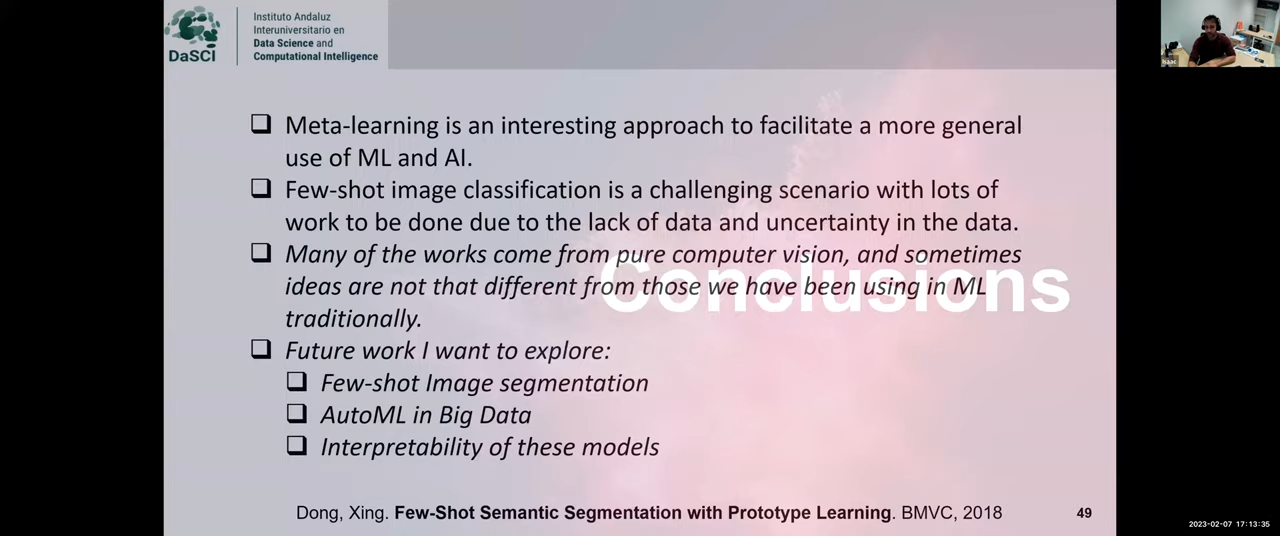 DaSCI
Instituto Andaluz
Interuniversitario en
Data Science and
Computational Intelligence
Isaac
Meta-learning is an interesting approach to facilitate a more general
use of ML and AI.
Few-shot image classification is a challenging scenario with lots of
work to be done due to the lack of data and uncertainty in the data.
Many of the works come from pure computer vision, and sometimes
ideas are not that different from those we have been using in ML
traditionally.
Conclusions
Future work I want to explore:
Few-shot Image segmentation
AutoML in Big Data
Interpretability of these models
Dong, Xing. Few-Shot Semantic Segmentation with Prototype Learning. BMVC, 2018
49
2023-02-07 17:13:35